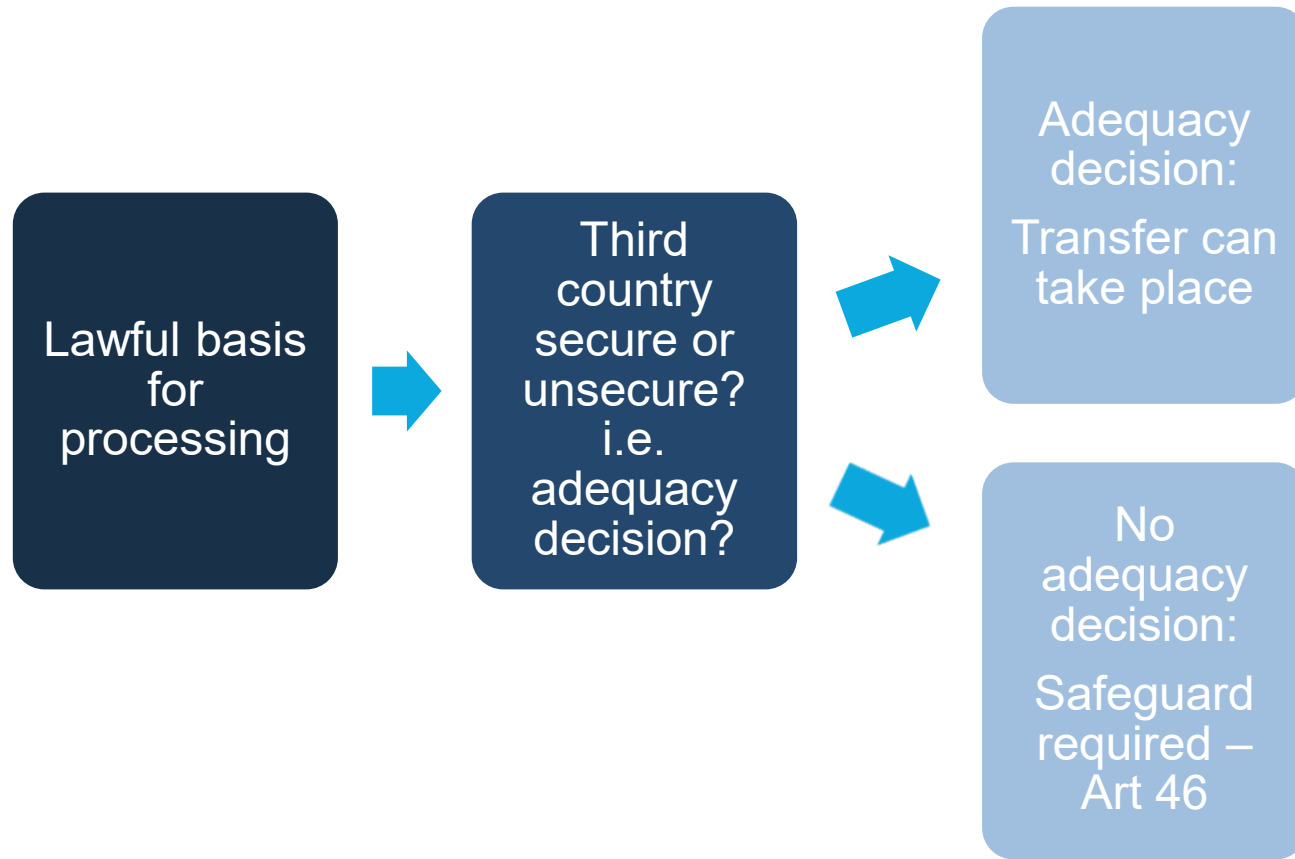 Lawful basis
for
processing
Third
country
secure or
unsecure?
i.e.
adequacy
decision?
Adequacy
decision:
Transfer can
take place
No
adequacy
decision:
Safeguard
required –
Art 46